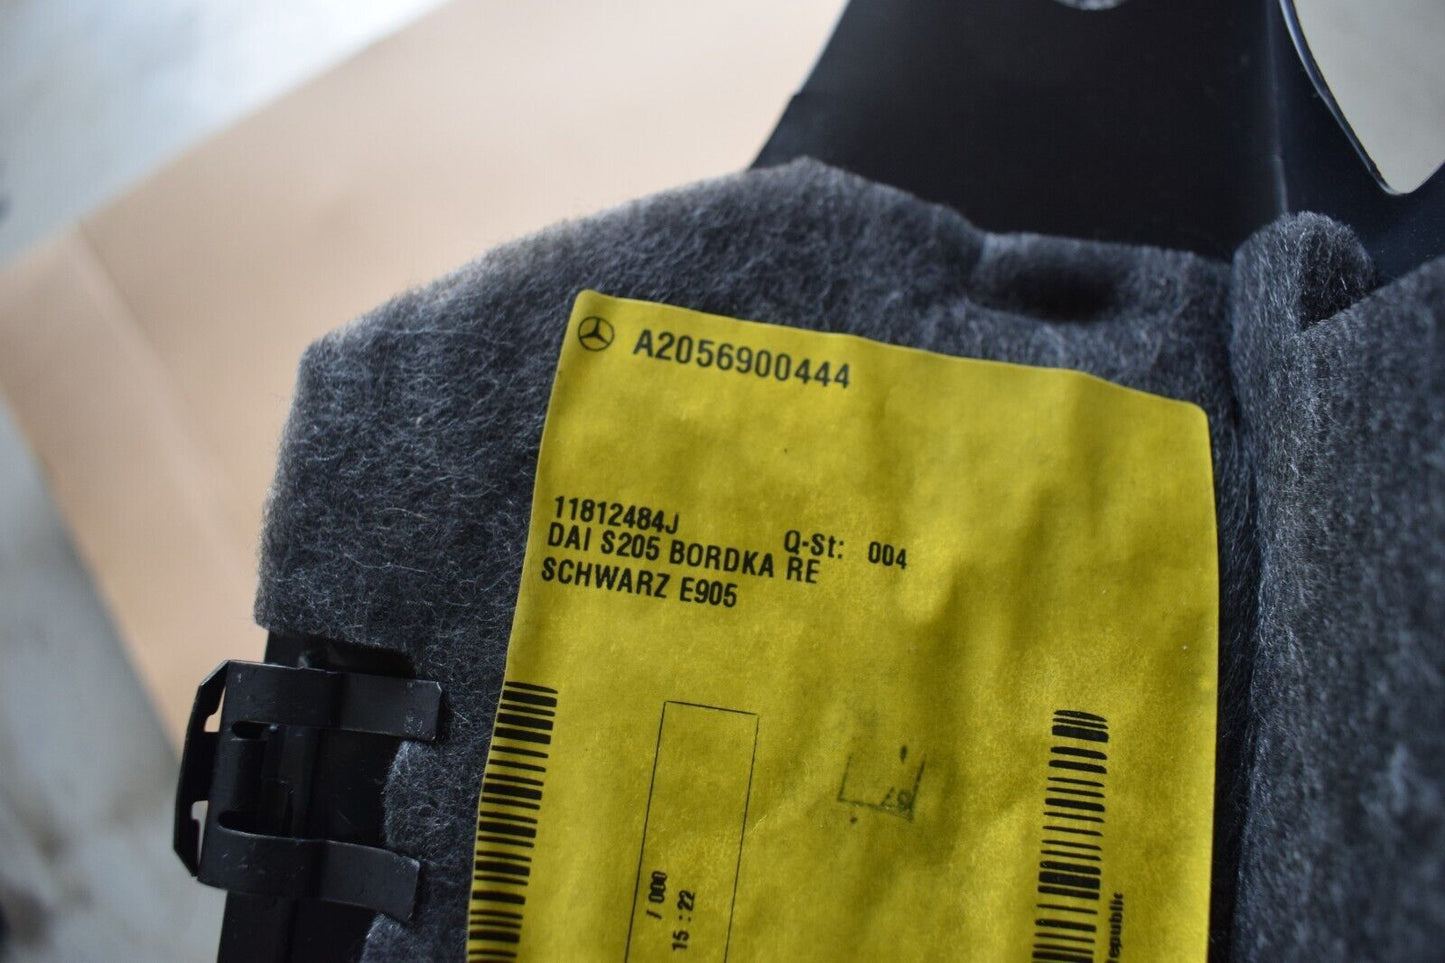 A2056900444
11812484J
Q-St: 004
DAI S205 BORDKA RE
SCHWARZ E905
/ 000
15 : 22